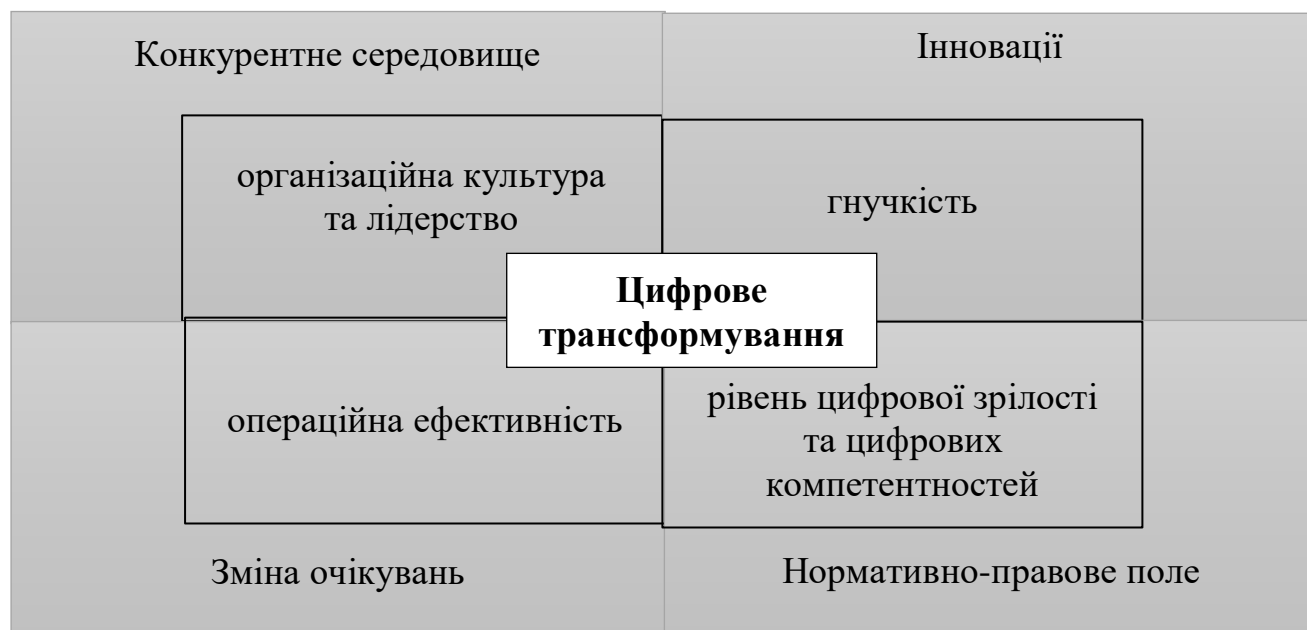 Конкурентне середовище
Інновації
організаційна культура
та лідерство
гнучкість
Цифрове
трансформування
операційна ефективність
рівень цифрової зрілості
та цифрових
компетентностей
Зміна очікувань
Нормативно-правове поле